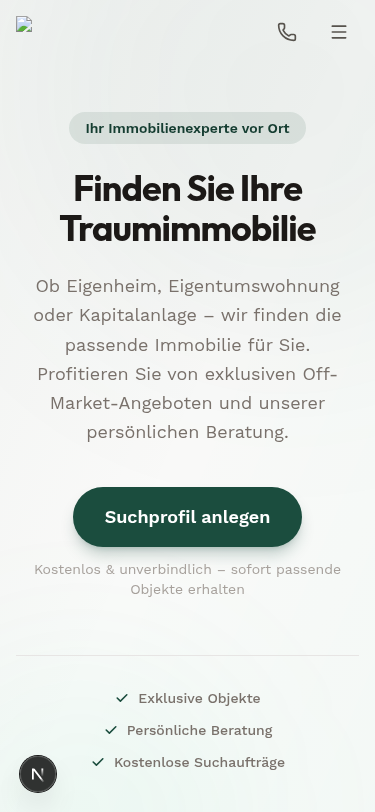 Ihr Immobilienexperte vor Ort
Finden Sie Ihre
Traumimmobilie
Ob Eigenheim, Eigentumswohnung
oder Kapitalanlage – wir finden die
passende Immobilie für Sie.
Profitieren Sie von exklusiven Off-
Market-Angeboten und unserer
persönlichen Beratung.
Suchprofil anlegen
Kostenlos & unverbindlich – sofort passende
Objekte erhalten
Exklusive Objekte
Persönliche Beratung
Kostenlose Suchaufträge
N